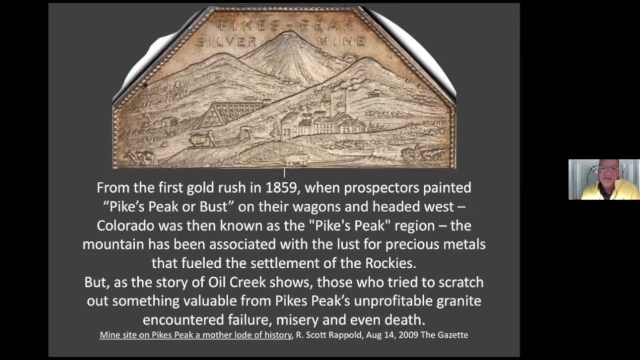 PIKES-PEAK
SILVER MINE
From the first gold rush in 1859, when prospectors painted
“Pike’s Peak or Bust” on their wagons and headed west –
Colorado was then known as the "Pike's Peak" region – the
mountain has been associated with the lust for precious metals
that fueled the settlement of the Rockies.
But, as the story of Oil Creek shows, those who tried to scratch
out something valuable from Pikes Peak’s unprofitable granite
encountered failure, misery and even death.
Mine site on Pikes Peak a mother lode of history, R. Scott Rappold, Aug 14, 2009 The Gazette